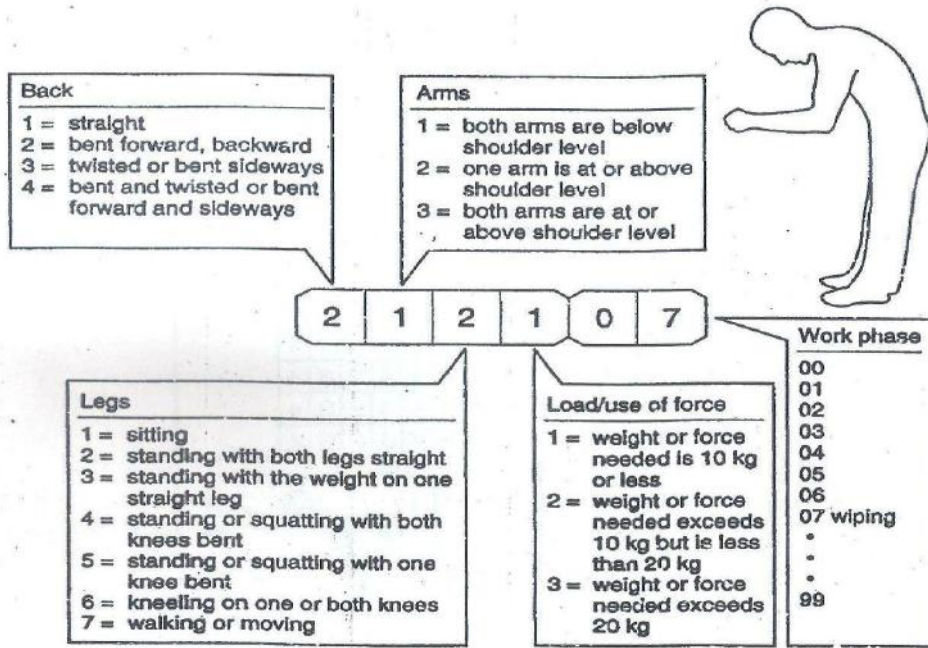 Back
1 = straight
2 = bent forward, backward
3 = twisted or bent sideways
4 = bent and twisted or bent
forward and sideways
Arms
1 = both arms are below
shoulder level
2 = one arm is at or above
shoulder level
3 = both arms are at or
above shoulder level
2 1 2 1 0 7
Legs
1 = sitting
2 = standing with both legs straight
3 = standing with the weight on one
straight leg
4 = standing or squatting with both
knees bent
5 = standing or squatting with one
knee bent
6 = kneeling on one or both knees
7 = walking or moving
Load/use of force
1 = weight or force
needed is 10 kg
or less
2 = weight or force
needed exceeds
10 kg but is less
than 20 kg
3 = weight or force
needed exceeds
20 kg
Work phase
00
01
02
03
04
05
06
07 wiping
•
•
•
99